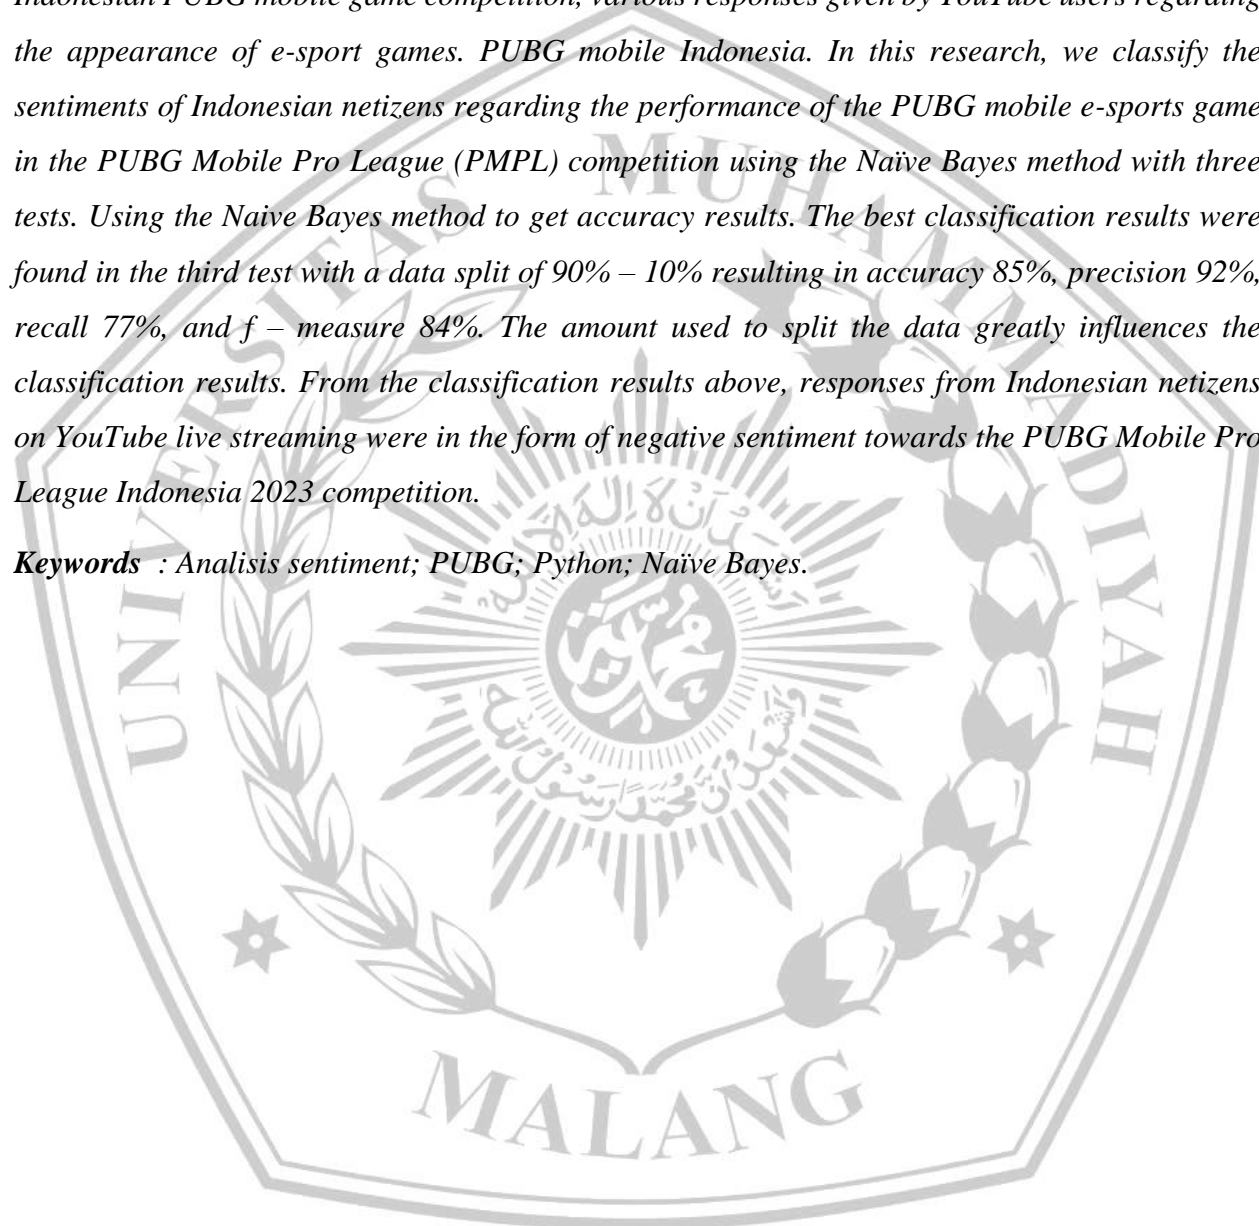 Indonesian PUBG mobile game competition, various responses given by YouTube users regarding
the appearance of e-sport games. PUBG mobile Indonesia. In this research, we classify the
sentiments of Indonesian netizens regarding the performance of the PUBG mobile e-sports game
in the PUBG Mobile Pro League (PMPL) competition using the Naïve Bayes method with three
tests. Using the Naive Bayes method to get accuracy results. The best classification results were
found in the third test with a data split of 90% – 10% resulting in accuracy 85%, precision 92%,
recall 77%, and f – measure 84%. The amount used to split the data greatly influences the
classification results. From the classification results above, responses from Indonesian netizens
on YouTube live streaming were in the form of negative sentiment towards the PUBG Mobile Pro
League Indonesia 2023 competition.
Keywords : Analisis sentiment; PUBG; Python; Naïve Bayes.
UNIVERSITAS MUHAMMADIYAH
MALANG